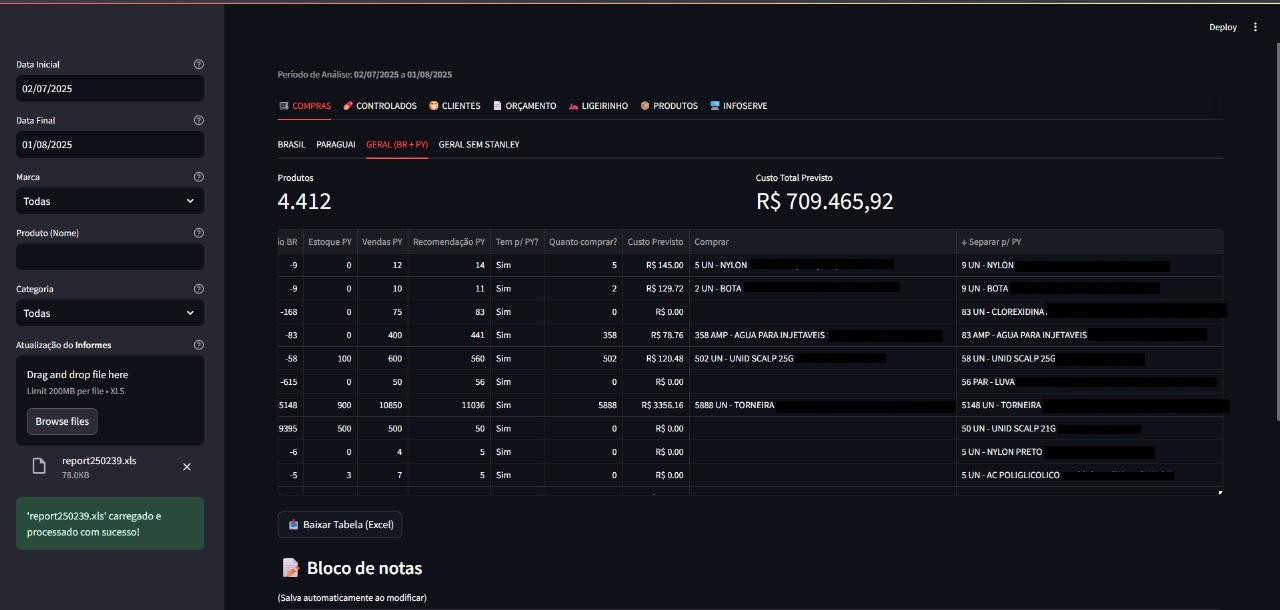 Deploy
Data Inicial
02/07/2025
Data Final
01/08/2025
Marca
Todas
Produto (Nome)
Categoria
Todas
Atualização do Informes
Drag and drop file here
Limit 200MB per file • XLS
Browse files
report250239.xls
78.0KB
'report250239.xls' carregado e
processado com sucesso!
Período de Análise: 02/07/2025 a 01/08/2025
COMPRAS CONTROLADOS CLIENTES ORÇAMENTO LIGEIRINHO PRODUTOS INFOSERVE
BRASIL PARAGUAI GERAL (BR + PY) GERAL SEM STANLEY
Produtos Custo Total Previsto
4.412 R$ 709.465,92
io BR Estoque PY Vendas PY Recomendação PY Tem p/ PY? Quanto comprar? Custo Previsto Comprar ↓ Separar p/ PY
-9 0 12 14 Sim 5 R$ 145.00 5 UN - NYLON 9 UN - NYLON
-9 0 10 11 Sim 2 R$ 129.72 2 UN - BOTA 9 UN - BOTA
-168 0 75 83 Sim 0 R$ 0.00 83 UN - CLOREXIDINA
-83 0 400 441 Sim 358 R$ 78.76 358 AMP - AGUA PARA INJETAVEIS 83 AMP - AGUA PARA INJETAVEIS
-58 100 600 560 Sim 502 R$ 120.48 502 UN - UNID SCALP 25G 58 UN - UNID SCALP 25G
-615 0 50 56 Sim 0 R$ 0.00 56 PAR - LUVA
5148 900 10850 11036 Sim 5888 R$ 3356.16 5888 UN - TORNEIRA 5148 UN - TORNEIRA
9395 500 500 50 Sim 0 R$ 0.00 50 UN - UNID SCALP 21G
-6 0 4 5 Sim 0 R$ 0.00 5 UN - NYLON PRETO
-5 3 7 5 Sim 0 R$ 0.00 5 UN - AC POLIGLICOLICO
Baixar Tabela (Excel)
Bloco de notas
(Salva automaticamente ao modificar)